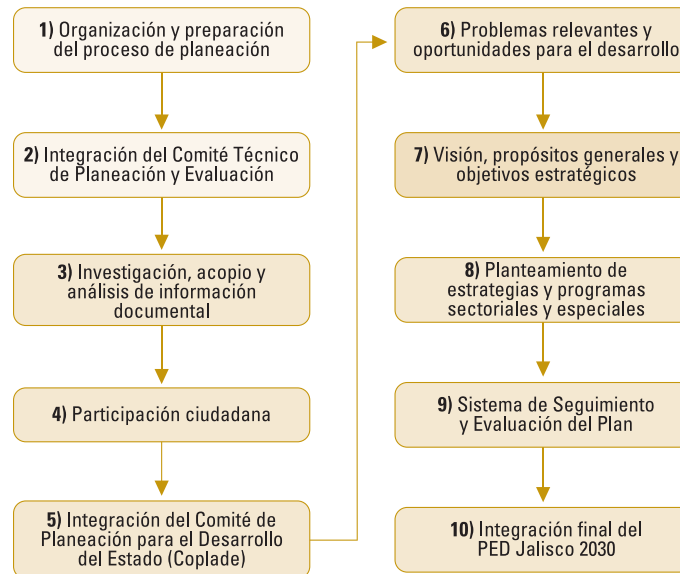 1) Organización y preparación
del proceso de planeación
2) Integración del Comité Técnico
de Planeación y Evaluación
3) Investigación, acopio y
análisis de información
documental
4) Participación ciudadana
5) Integración del Comité de
Planeación para el Desarrollo
del Estado (Coplade)
6) Problemas relevantes y
oportunidades para el desarrollo
7) Visión, propósitos generales y
objetivos estratégicos
8) Planteamiento de
estrategias y programas
sectoriales y especiales
9) Sistema de Seguimiento
y Evaluación del Plan
10) Integración final del
PED Jalisco 2030